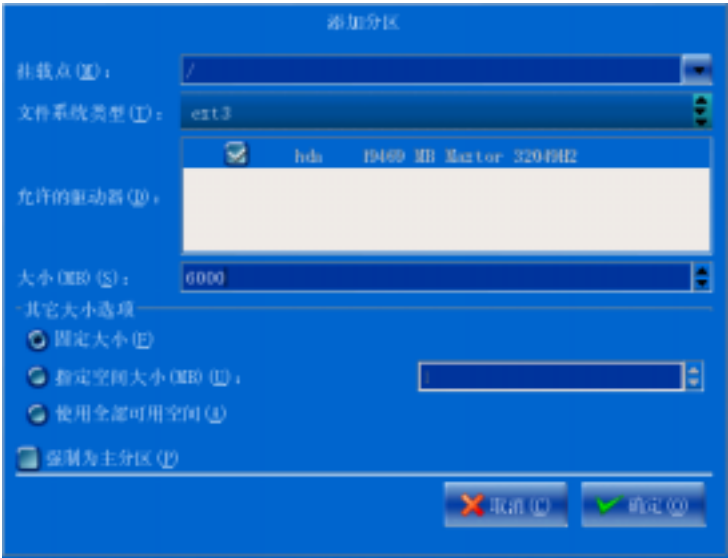 添加分区
挂载点(M)：
/
文件系统类型(T)：
ext3
hda 19469 MB Maxtor 32049H2
允许的驱动器(D)：
大小(MB)(S)：
6000
其它大小选项
固定大小(F)
指定空间大小(MB)(U)：
1
使用全部可用空间(A)
强制为主分区(P)
取消(C)
确定(O)